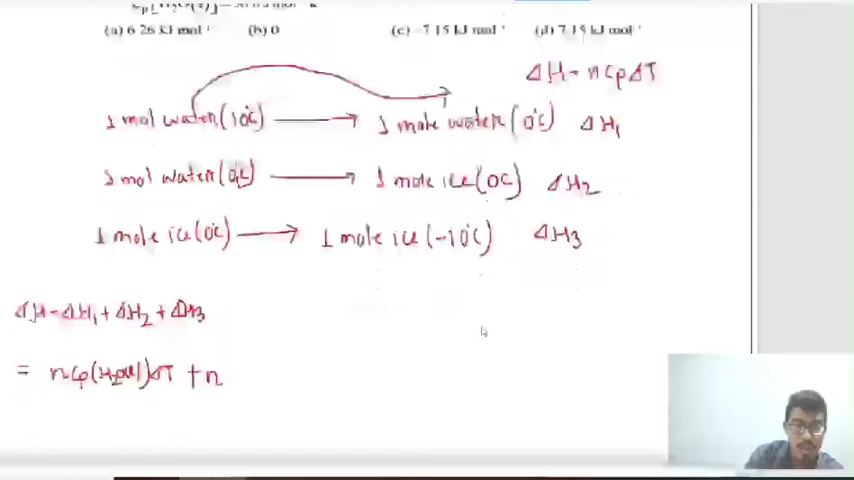 (a) 6.26 kJ mol⁻¹ (b) 0 (c) -7.15 kJ mol⁻¹ (d) 7.15 kJ mol⁻¹
ΔH = nCpΔT
1 mol water(10°C) → 1 mole water(0°C) ΔH₁
1 mol water(0°C) → 1 mole ice(0C) ΔH₂
1 mole ice(0°C) → 1 mole ice(-10°C) ΔH₃
ΔH = ΔH₁ + ΔH₂ + ΔH₃
= nCp(H₂O(l))ΔT + n